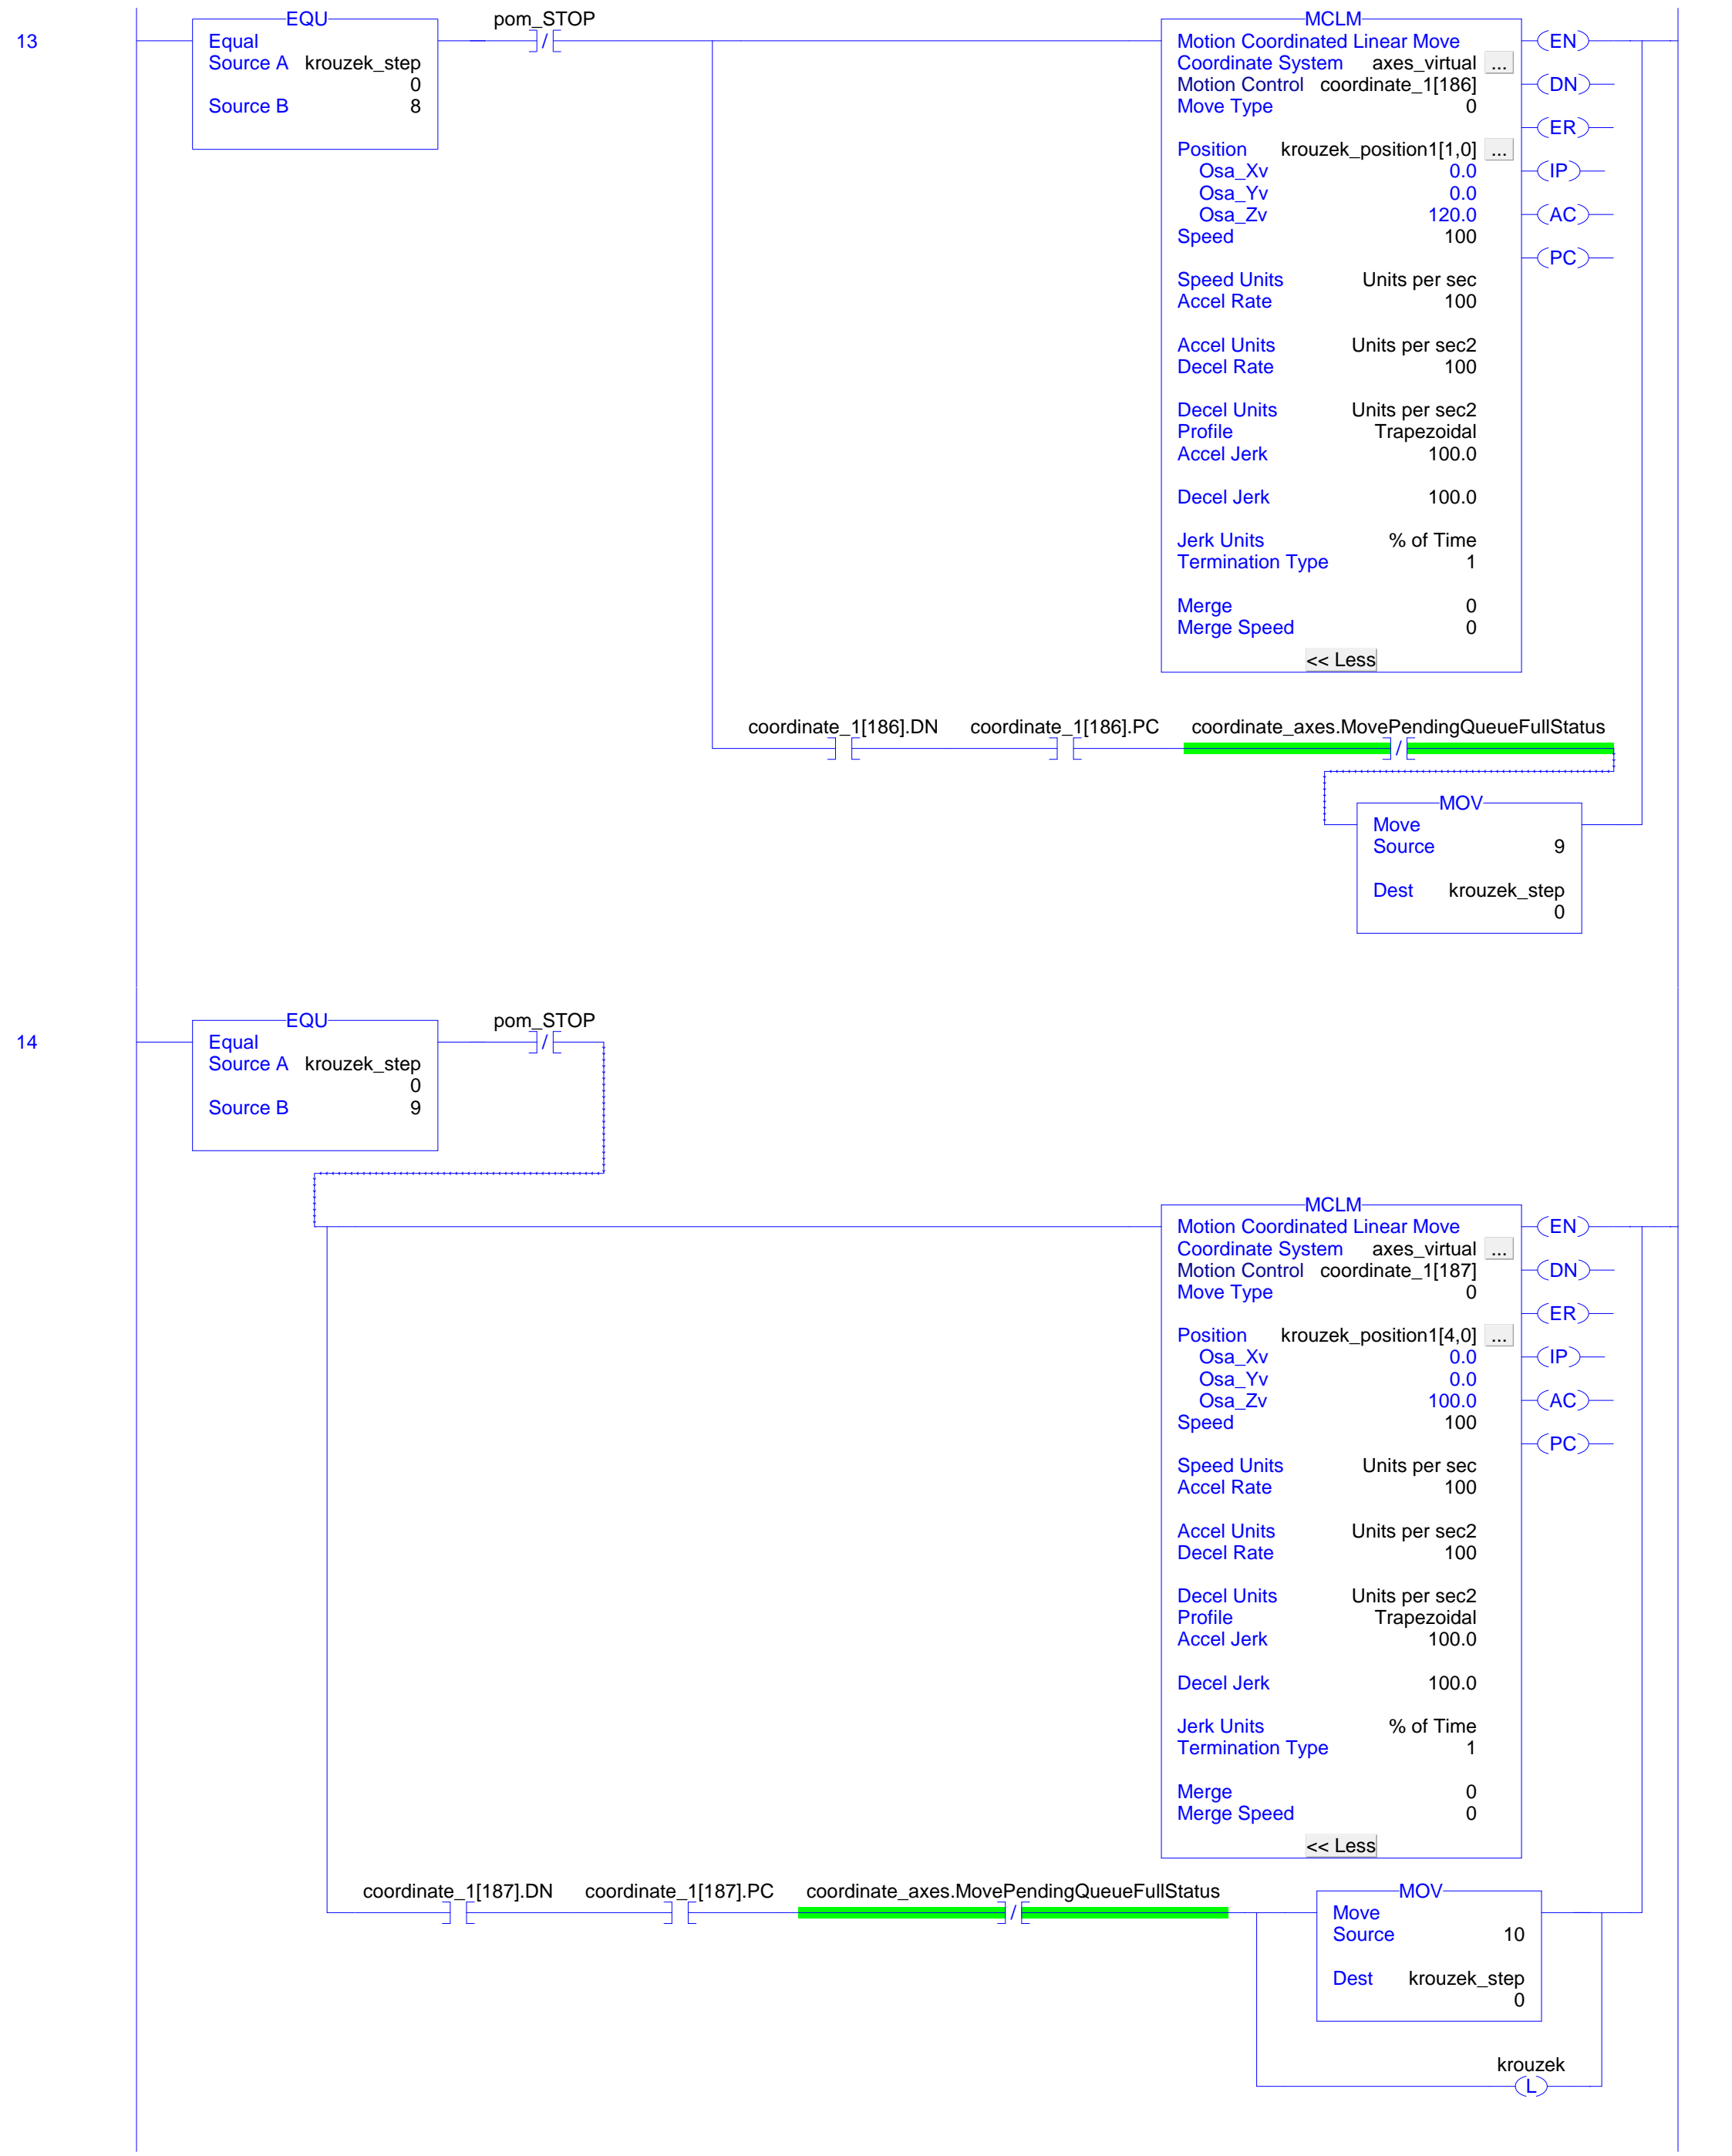 13
EQU
Equal
Source A krouzek_step
0
Source B 8
pom_STOP
/
MCLM
Motion Coordinated Linear Move
Coordinate System axes_virtual ...
Motion Control coordinate_1[186]
Move Type 0
Position krouzek_position1[1,0] ...
Osa_Xv 0.0
Osa_Yv 0.0
Osa_Zv 120.0
Speed 100
Speed Units Units per sec
Accel Rate 100
Accel Units Units per sec2
Decel Rate 100
Decel Units Units per sec2
Profile Trapezoidal
Accel Jerk 100.0
Decel Jerk 100.0
Jerk Units % of Time
Termination Type 1
Merge 0
Merge Speed 0
<< Less
EN
DN
ER
IP
AC
PC
coordinate_1[186].DN coordinate_1[186].PC coordinate_axes.MovePendingQueueFullStatus
/
MOV
Move
Source 9
Dest krouzek_step
0
14
EQU
Equal
Source A krouzek_step
0
Source B 9
pom_STOP
/
MCLM
Motion Coordinated Linear Move
Coordinate System axes_virtual ...
Motion Control coordinate_1[187]
Move Type 0
Position krouzek_position1[4,0] ...
Osa_Xv 0.0
Osa_Yv 0.0
Osa_Zv 100.0
Speed 100
Speed Units Units per sec
Accel Rate 100
Accel Units Units per sec2
Decel Rate 100
Decel Units Units per sec2
Profile Trapezoidal
Accel Jerk 100.0
Decel Jerk 100.0
Jerk Units % of Time
Termination Type 1
Merge 0
Merge Speed 0
<< Less
EN
DN
ER
IP
AC
PC
coordinate_1[187].DN coordinate_1[187].PC coordinate_axes.MovePendingQueueFullStatus
/
MOV
Move
Source 10
Dest krouzek_step
0
krouzek
L